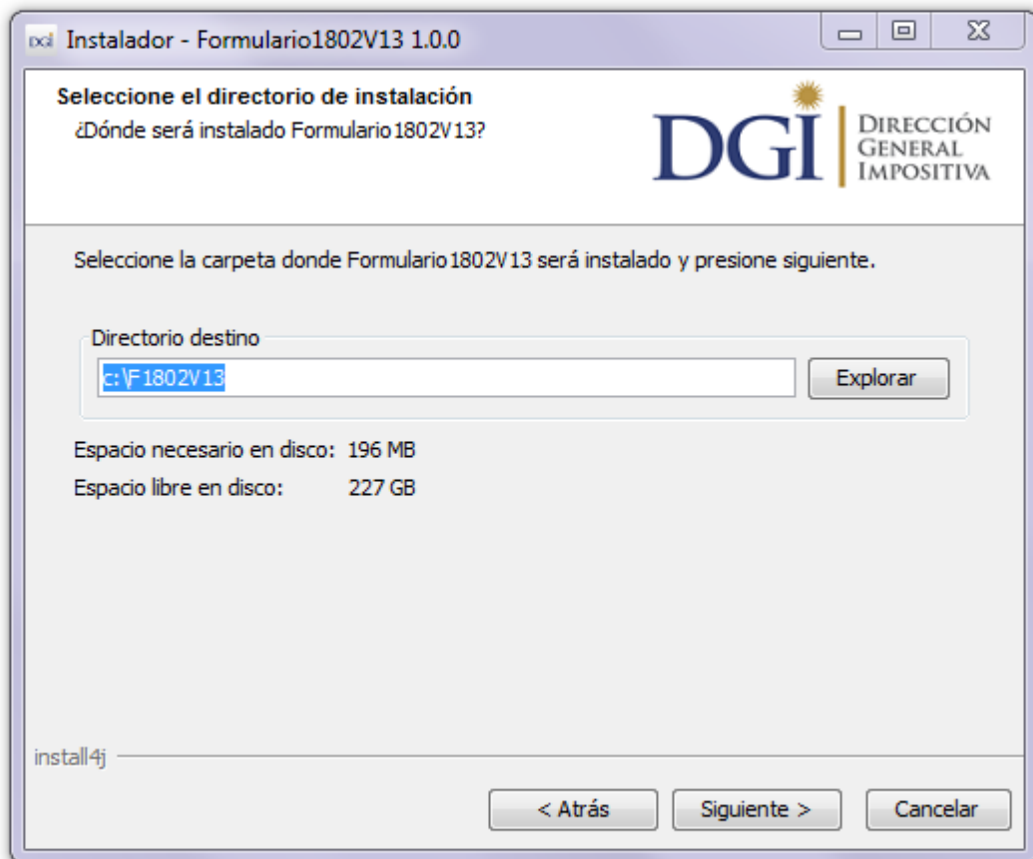 DGI Instalador - Formulario1802V13 1.0.0
Seleccione el directorio de instalación
¿Dónde será instalado Formulario1802V13?
DGI
DIRECCIÓN
GENERAL
IMPOSITIVA
Seleccione la carpeta donde Formulario1802V13 será instalado y presione siguiente.
Directorio destino
c:\F1802V13
Explorar
Espacio necesario en disco: 196 MB
Espacio libre en disco: 227 GB
install4j
< Atrás Siguiente > Cancelar